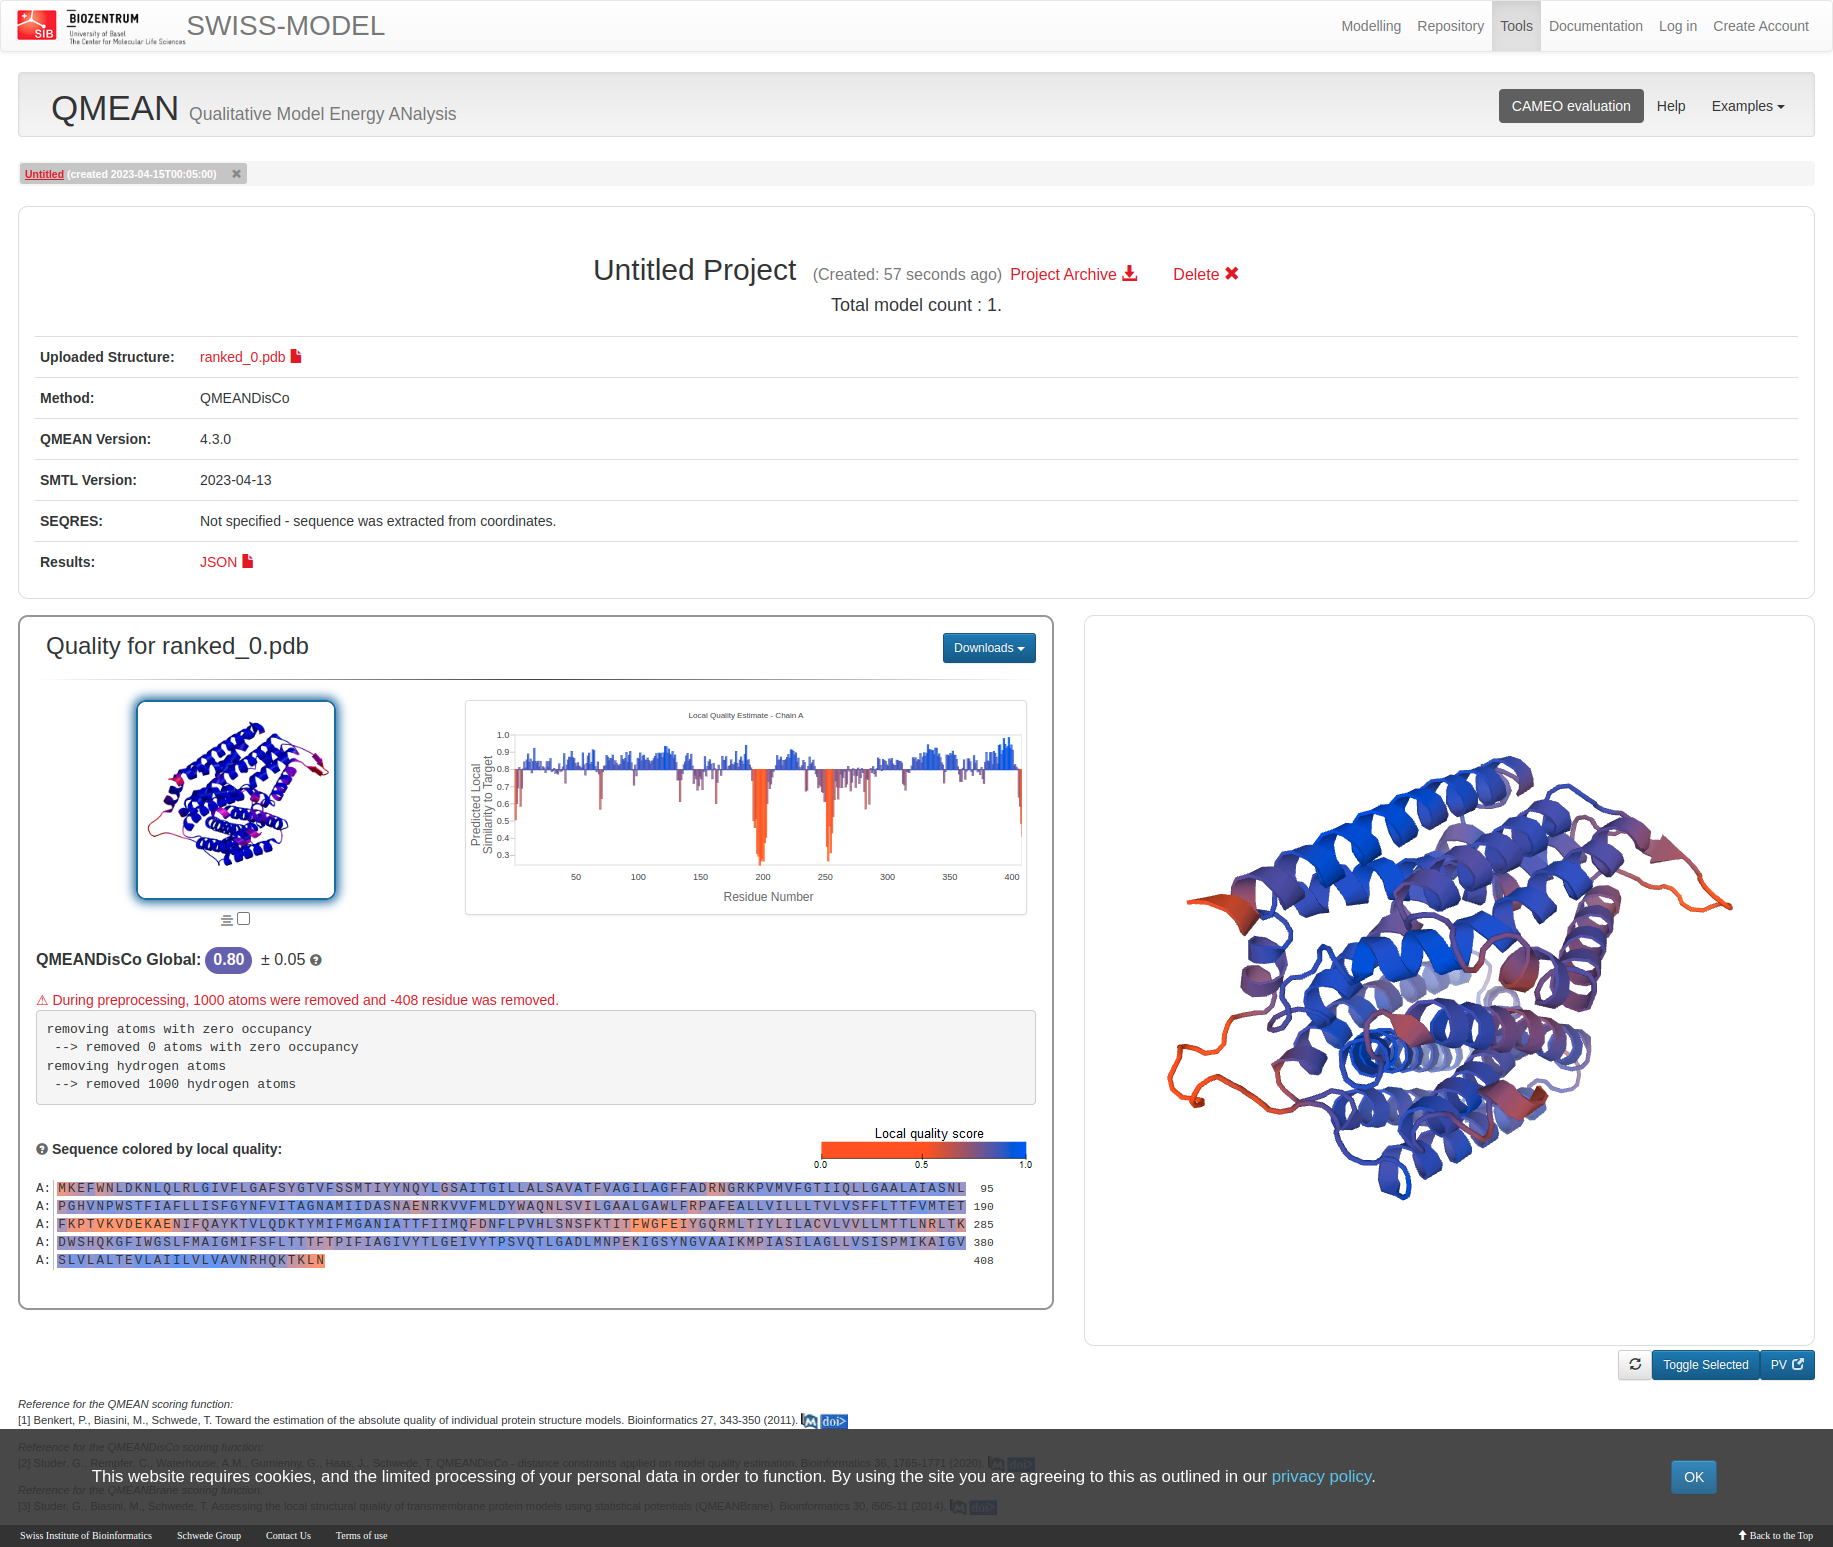 SIB
BIOZENTRUM
University of Basel
The Center for Molecular Life Sciences
SWISS-MODEL
Modelling Repository Tools Documentation Log in Create Account
QMEAN Qualitative Model Energy ANalysis
CAMEO evaluation Help Examples
Untitled (created 2023-04-15T00:05:00)
Untitled Project (Created: 57 seconds ago) Project Archive Delete
Total model count : 1.
Uploaded Structure: ranked_0.pdb
Method: QMEANDisCo
QMEAN Version: 4.3.0
SMTL Version: 2023-04-13
SEQRES: Not specified - sequence was extracted from coordinates.
Results: JSON
Quality for ranked_0.pdb
Downloads
Local Quality Estimate - Chain A
Predicted Local
Similarity to Target
1.0
0.9
0.8
0.7
0.6
0.5
0.4
0.3
50 100 150 200 250 300 350 400
Residue Number
QMEANDisCo Global: 0.80 ± 0.05
⚠ During preprocessing, 1000 atoms were removed and -408 residue was removed.
removing atoms with zero occupancy
--> removed 0 atoms with zero occupancy
removing hydrogen atoms
--> removed 1000 hydrogen atoms
Sequence colored by local quality:
Local quality score
0.0 0.5 1.0
A: MKEFWNLDKNLQLRLGIVFLGAFSYGTVFSSMTIYYNQYLGSAITGILLALSAVATFVAGILAGFFADRNGRKPVMVFGTIIQLLGAALAIASNL 95
A: PGHVNPWSTFIAFLLISFGYNFVITAGNAMIIDASNAENRKVVFMLDYWAQNLSVILGAALGAWLFRPAFEALLVILLLTVLVSFFLTTFVMTET 190
A: FKPTVKVDEKAENIFQAYKTVLQDKTYMIFMGANIATTFIIMQFDNFLPVHLSNSFKTITFWGFEIYGQRMLTIYLILACVLVVLLMTTLNRLTK 285
A: DWSHQKGFIWGSLFMAIGMIFSFLTTTFTPIFIAGIVYTLGEIVYTPSVQTLGADLMNPEKIGSYNGVAAIKMPIASILAGLLVSISPMIKAIGV 380
A: SLVLALTEVLAIILVLVAVNRHQKTKLN 408
Toggle Selected PV
Reference for the QMEAN scoring function:
[1] Benkert, P., Biasini, M., Schwede, T. Toward the estimation of the absolute quality of individual protein structure models. Bioinformatics 27, 343-350 (2011). doi>
Reference for the QMEANDisCo scoring function:
[2] Studer, G., Rempfer, C., Waterhouse, A.M., Gumienny, G., Haas, J., Schwede, T. QMEANDisCo - distance constraints applied on model quality estimation. Bioinformatics 36, 1765-1771 (2020). doi>
This website requires cookies, and the limited processing of your personal data in order to function. By using the site you are agreeing to this as outlined in our privacy policy. OK
Reference for the QMEANBrane scoring function:
[3] Studer, G., Biasini, M., Schwede, T. Assessing the local structural quality of transmembrane protein models using statistical potentials (QMEANBrane). Bioinformatics 30, i505-11 (2014). doi>
Swiss Institute of Bioinformatics Schwede Group Contact Us Terms of use Back to the Top